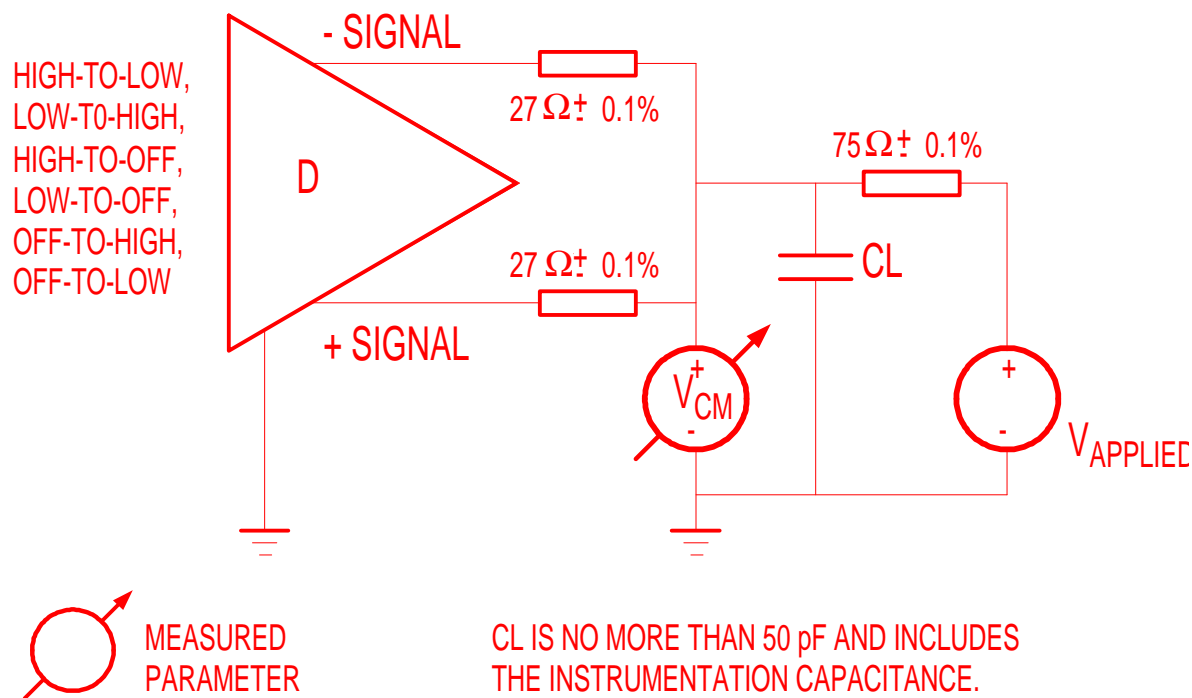 - SIGNAL
HIGH-TO-LOW,
LOW-T0-HIGH,
HIGH-TO-OFF,
LOW-TO-OFF,
OFF-TO-HIGH,
OFF-TO-LOW
D
27 Ω ± 0.1%
75 Ω ± 0.1%
27 Ω ± 0.1%
CL
+ SIGNAL
+
VCM
-
+
-
VAPPLIED
MEASURED
PARAMETER
CL IS NO MORE THAN 50 pF AND INCLUDES
THE INSTRUMENTATION CAPACITANCE.